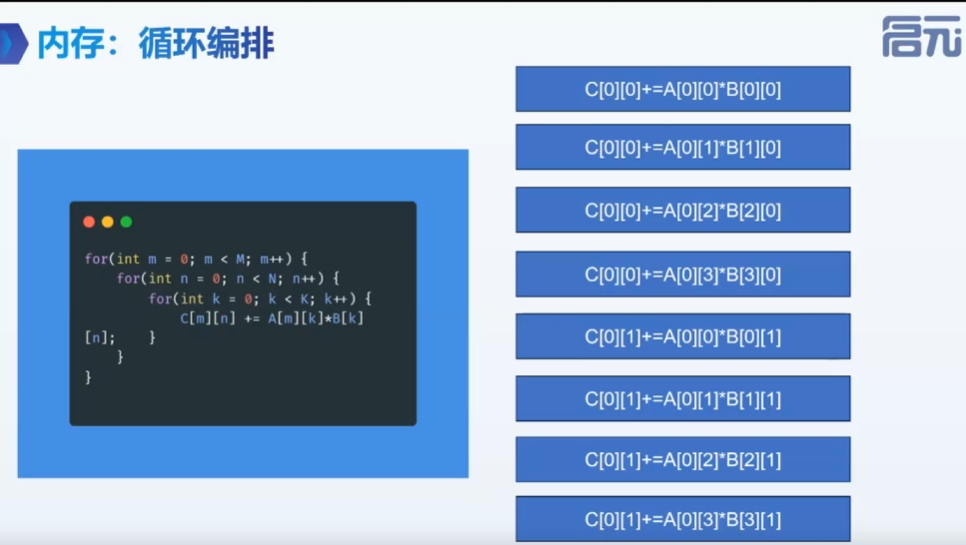 内存：循环编排
启元
for(int m = 0; m < M; m++) {
for(int n = 0; n < N; n++) {
for(int k = 0; k < K; k++) {
C[m][n] += A[m][k]*B[k]
[n]; }
}
}
C[0][0]+=A[0][0]*B[0][0]
C[0][0]+=A[0][1]*B[1][0]
C[0][0]+=A[0][2]*B[2][0]
C[0][0]+=A[0][3]*B[3][0]
C[0][1]+=A[0][0]*B[0][1]
C[0][1]+=A[0][1]*B[1][1]
C[0][1]+=A[0][2]*B[2][1]
C[0][1]+=A[0][3]*B[3][1]